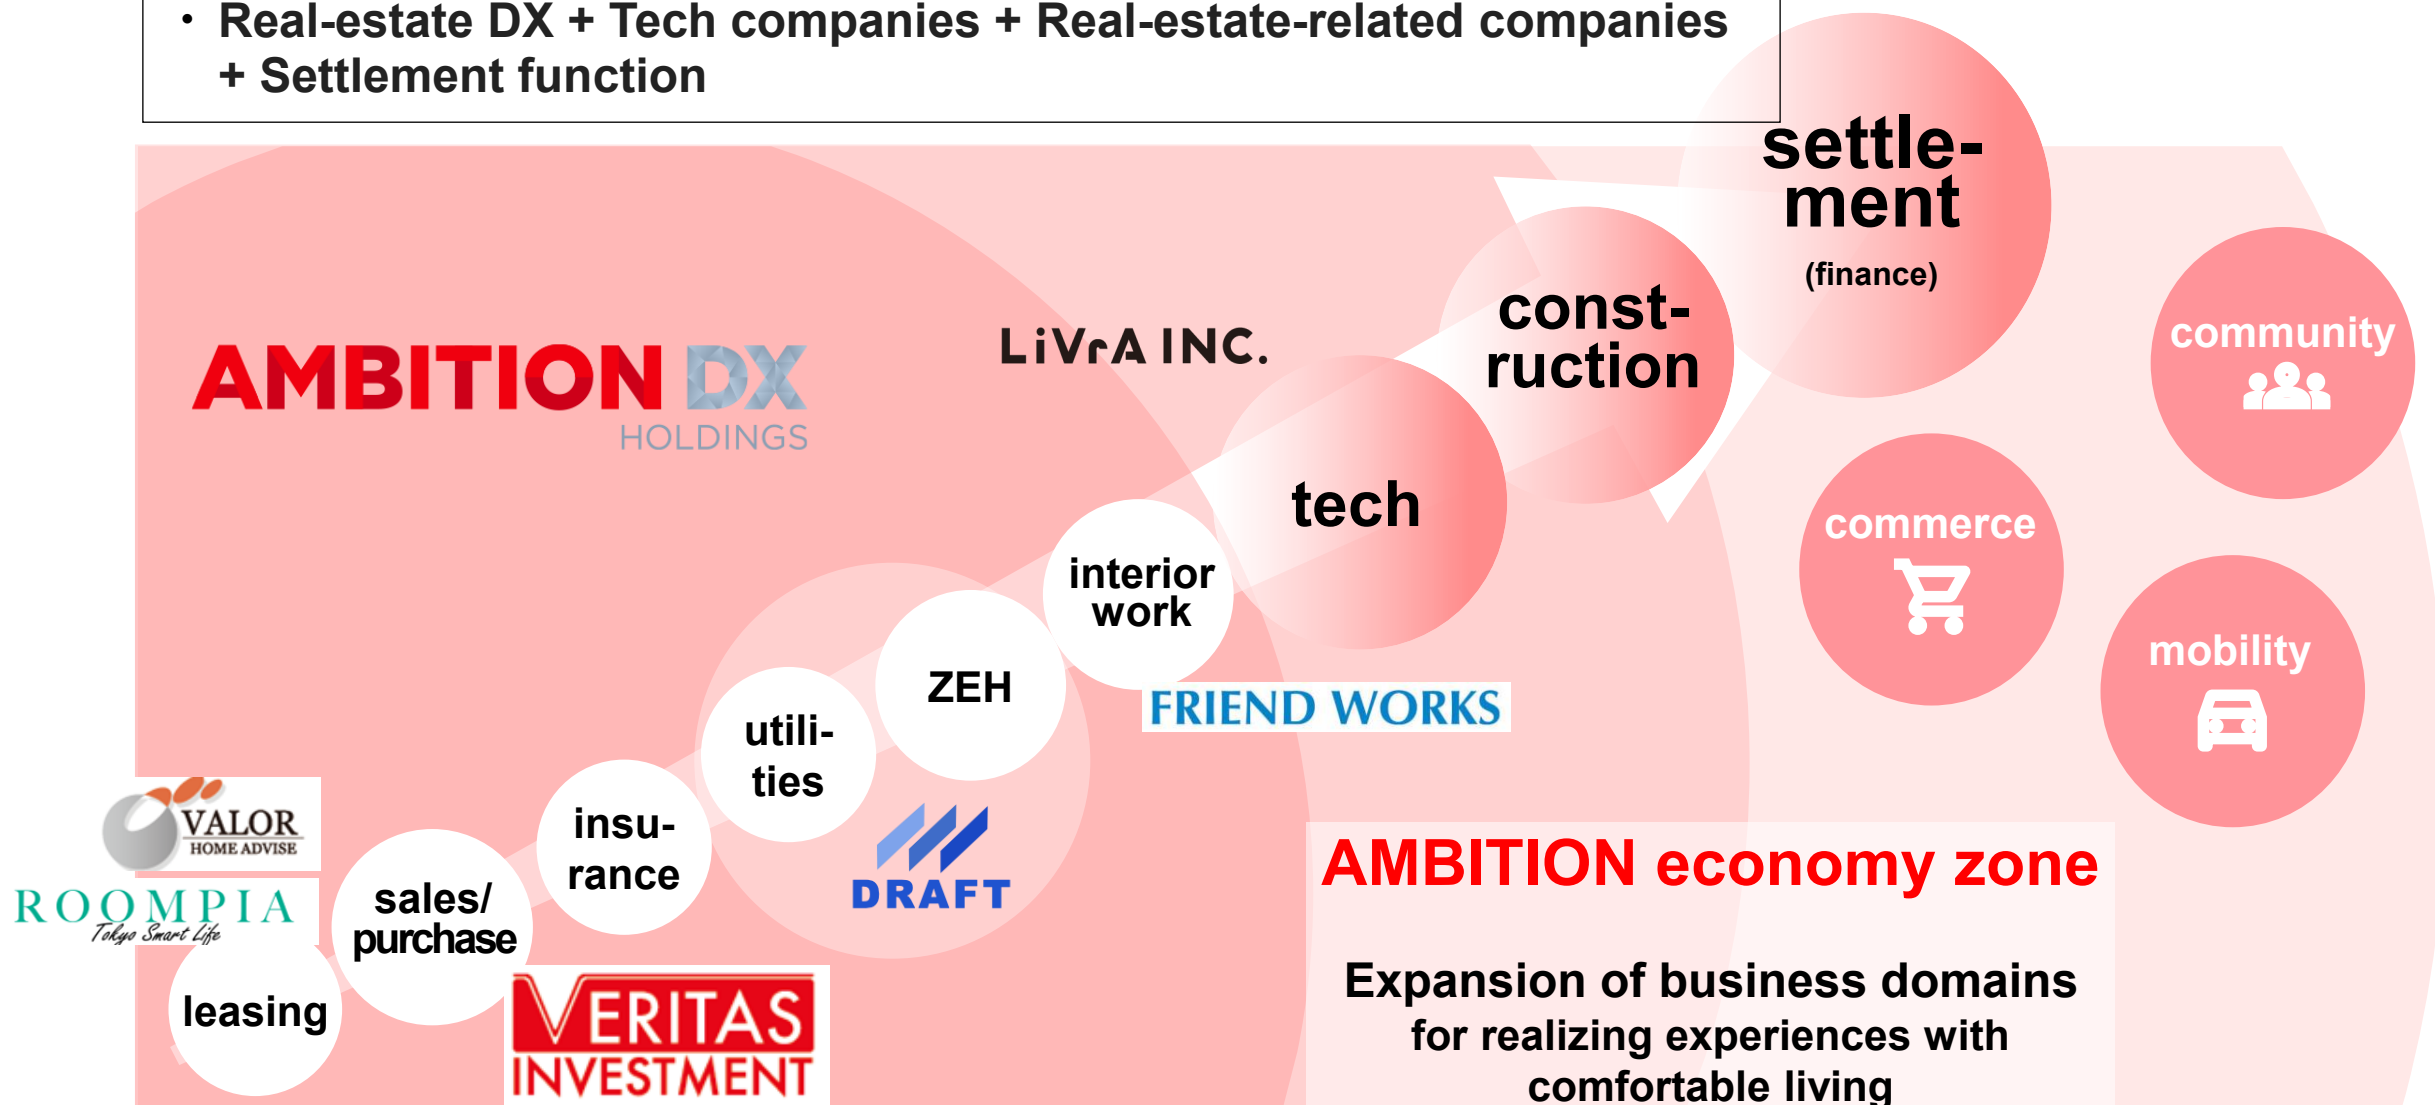 ・ Real-estate DX + Tech companies + Real-estate-related companies
+ Settlement function
settle-
ment
(finance)
const-
ruction
community
AMBITION DX
HOLDINGS
LiVrA INC.
tech
commerce
interior
work
mobility
ZEH
FRIEND WORKS
utili-
ties
insu-
rance
DRAFT
VALOR
HOME ADVISE
ROOMPIA
Tokyo Smart Life
sales/
purchase
leasing
VERITAS
INVESTMENT
AMBITION economy zone
Expansion of business domains
for realizing experiences with
comfortable living